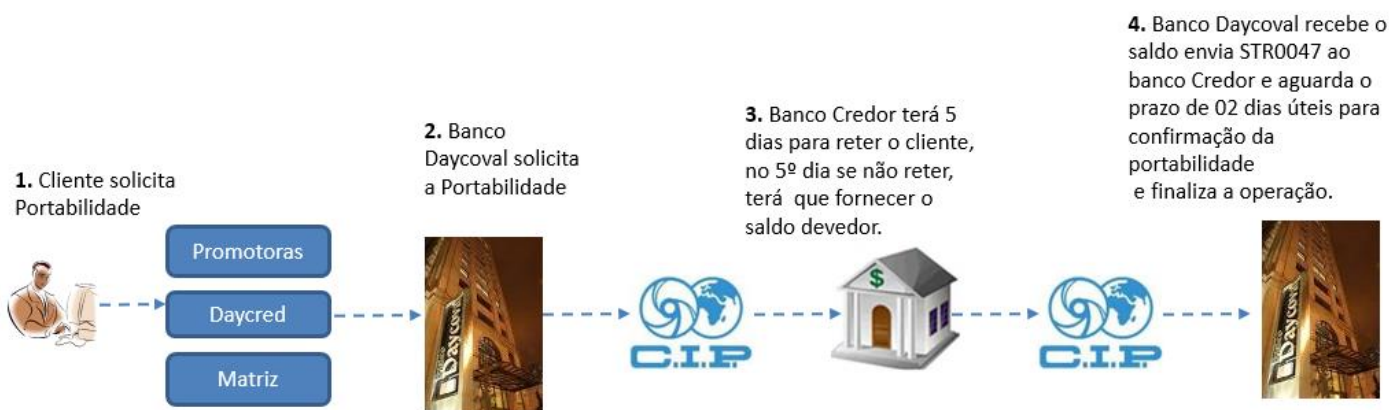 1. Cliente solicita
Portabilidade
Promotoras
Daycred
Matriz
2. Banco
Daycoval solicita
a Portabilidade
Daycoval
C.I.P.
3. Banco Credor terá 5
dias para reter o cliente,
no 5º dia se não reter,
terá que fornecer o
saldo devedor.
$
C.I.P.
4. Banco Daycoval recebe o
saldo envia STR0047 ao
banco Credor e aguarda o
prazo de 02 dias úteis para
confirmação da
portabilidade
e finaliza a operação.
Daycoval